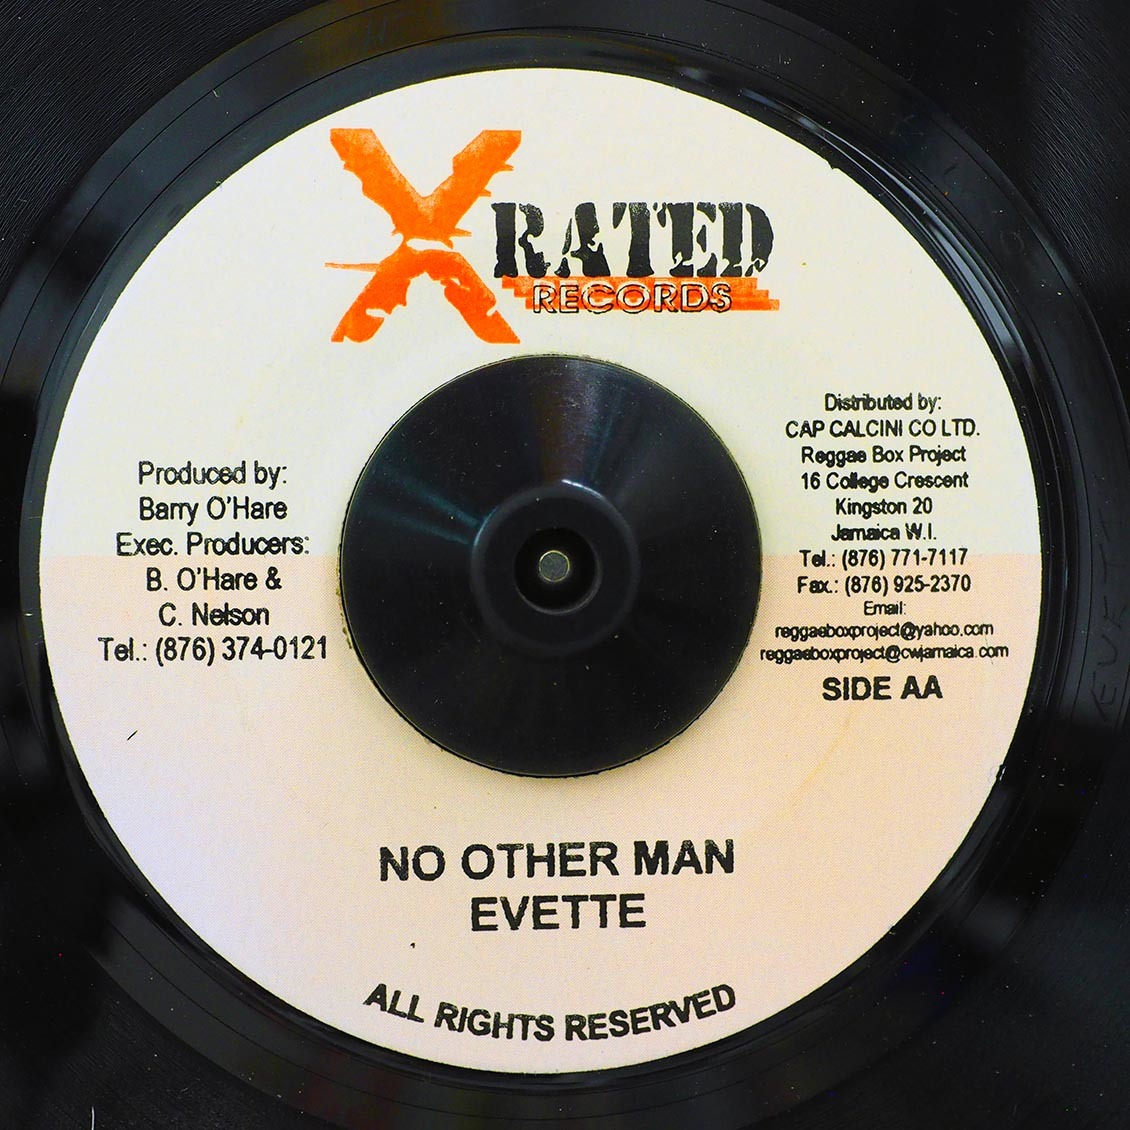 X RATED
RECORDS
Produced by:
Barry O'Hare
Exec. Producers:
B. O'Hare &
C. Nelson
Tel.: (876) 374-0121
Distributed by:
CAP CALCINI CO LTD.
Reggae Box Project
16 College Crescent
Kingston 20
Jamaica W.I.
Tel.: (876) 771-7117
Fax.: (876) 925-2370
Email:
reggaeboxproject@yahoo.com
reggaeboxproject@cwjamaica.com
SIDE AA
NO OTHER MAN
EVETTE
ALL RIGHTS RESERVED